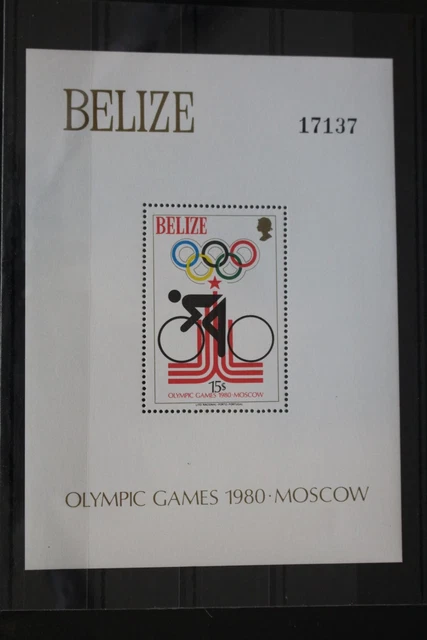 BELIZE
17137
BELIZE
15s
OLYMPIC GAMES 1980·MOSCOW
OLYMPIC GAMES 1980·MOSCOW